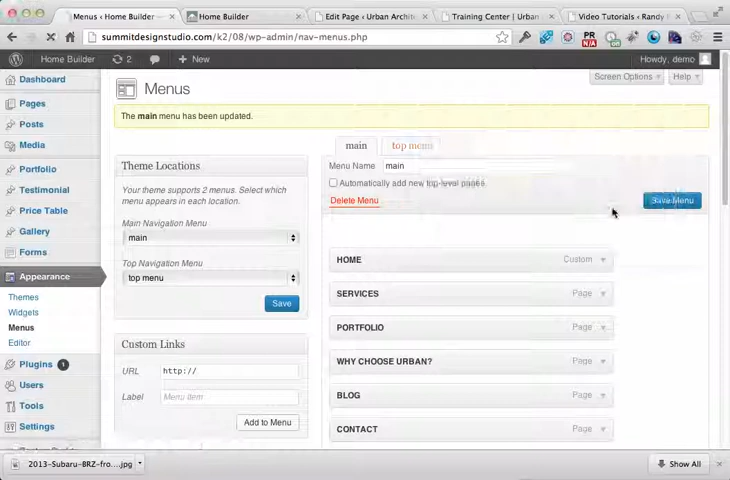 Menus ‹ Home Builder —
Home Builder
Edit Page ‹ Urban Archit
Training Center | Urban
Video Tutorials ‹ Randy
summitdesignstudio.com/k2/08/wp-admin/nav-menus.php
PR
N/A
Home Builder
2
+ New
Howdy, demo
Dashboard
Pages
Posts
Media
Portfolio
Testimonial
Price Table
Gallery
Forms
Appearance
Themes
Widgets
Menus
Editor
Plugins 1
Users
Tools
Settings
Screen Options
Help
Menus
The main menu has been updated.
Theme Locations
Your theme supports 2 menus. Select which
menu appears in each location.
Main Navigation Menu
main
Top Navigation Menu
top menu
Save
Custom Links
URL
http://
Label
Menu Item
Add to Menu
main
top menu
Menu Name
main
Automatically add new top-level pages.
Delete Menu
Save Menu
HOME Custom
SERVICES Page
PORTFOLIO Page
WHY CHOOSE URBAN? Page
BLOG Page
CONTACT Page
2013-Subaru-BRZ-fro....jpg
Show All